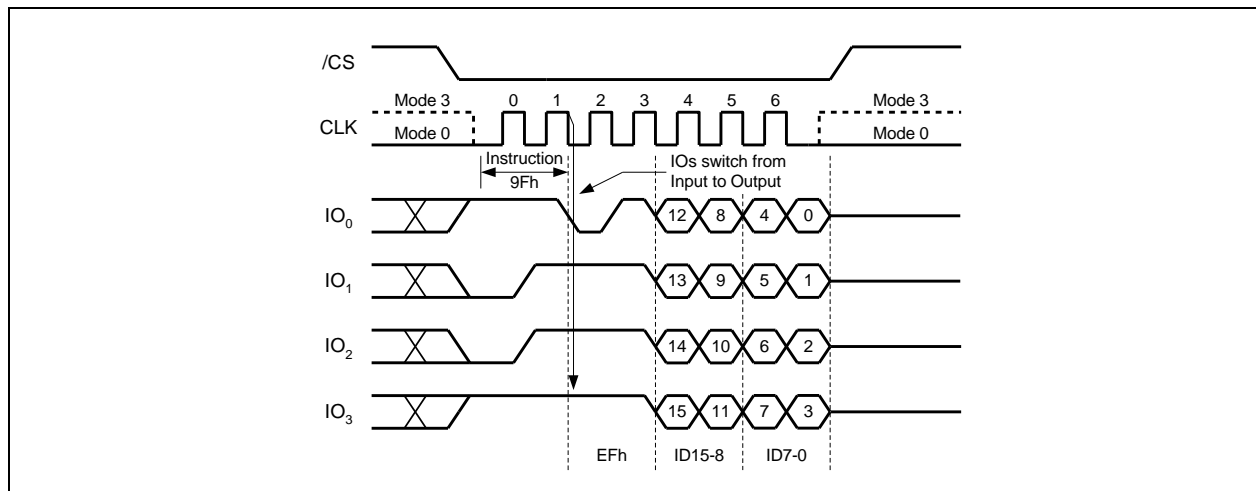 /CS
0 1 2 3 4 5 6
Mode 3 Mode 3
CLK
Mode 0 Mode 0
Instruction
9Fh
IOs switch from
Input to Output
IO0 12 8 4 0
IO1 13 9 5 1
IO2 14 10 6 2
IO3 15 11 7 3
EFh ID15-8 ID7-0